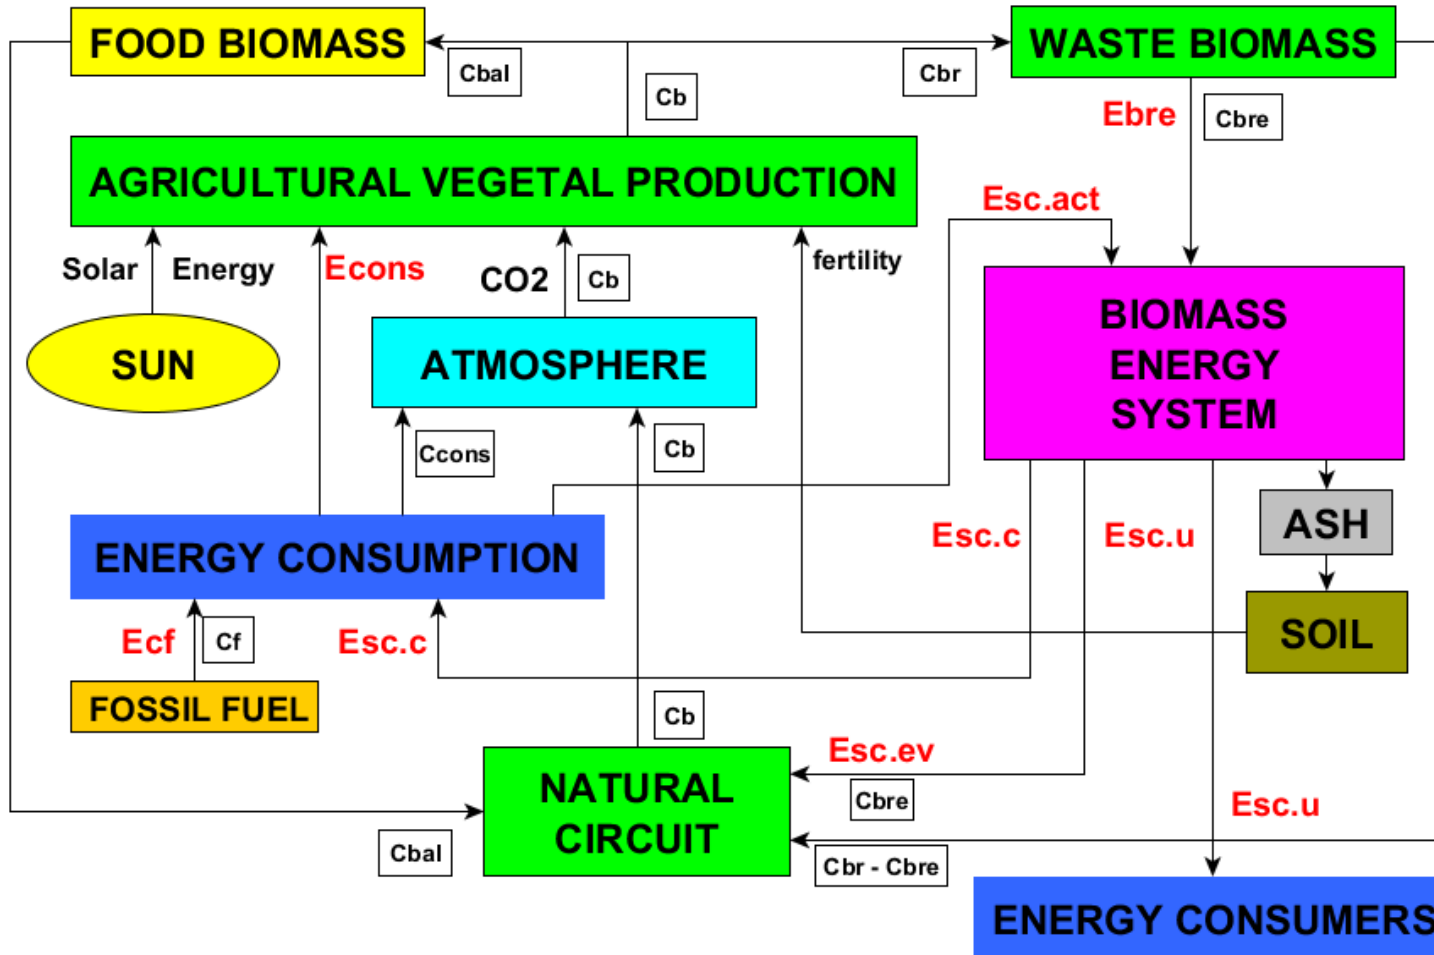 FOOD BIOMASS
WASTE BIOMASS
Cbal
Cbr
Cb
Ebre
Cbre
AGRICULTURAL VEGETAL PRODUCTION
Esc.act
Solar Energy
Econs
CO2
Cb
fertility
SUN
ATMOSPHERE
BIOMASS
ENERGY
SYSTEM
Ccons
Cb
ENERGY CONSUMPTION
Esc.c
Esc.u
ASH
Ecf
Cf
Esc.c
SOIL
FOSSIL FUEL
Cb
Esc.ev
NATURAL
CIRCUIT
Cbre
Esc.u
Cbal
Cbr - Cbre
ENERGY CONSUMERS